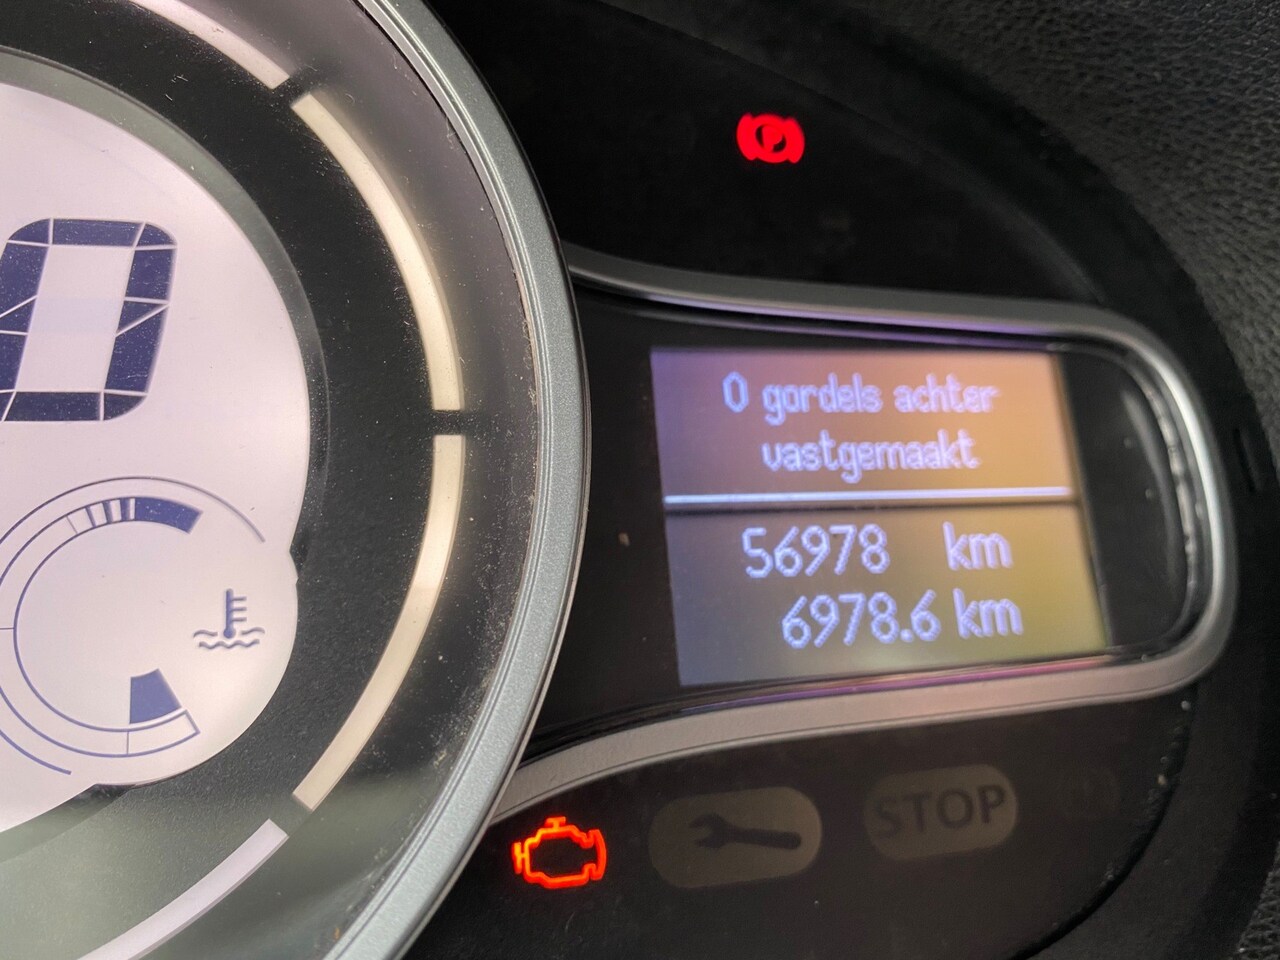 0
P
0 gordels achter
vastgemaakt
56978 km
6978.6 km
STOP